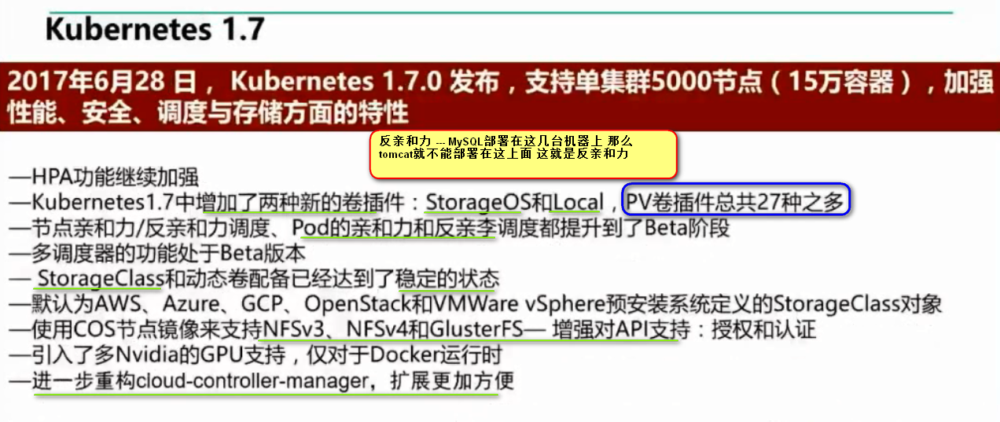 Kubernetes 1.7
2017年6月28 日， Kubernetes 1.7.0 发布，支持单集群5000节点（15万容器），加强
性能、安全、调度与存储方面的特性
反亲和力 --- MySQL部署在这几台机器上 那么
tomcat就不能部署在这上面 这就是反亲和力
—HPA功能继续加强
—Kubernetes1.7中增加了两种新的卷插件：StorageOS和Local，PV卷插件总共27种之多
—节点亲和力/反亲和力调度、Pod的亲和力和反亲李调度都提升到了Beta阶段
—多调度器的功能处于Beta版本
— StorageClass和动态卷配备已经达到了稳定的状态
—默认为AWS、Azure、GCP、OpenStack和VMWare vSphere预安装系统定义的StorageClass对象
—使用COS节点镜像来支持NFSv3、NFSv4和GlusterFS— 增强对API支持：授权和认证
—引入了多Nvidia的GPU支持，仅对于Docker运行时
—进一步重构cloud-controller-manager，扩展更加方便